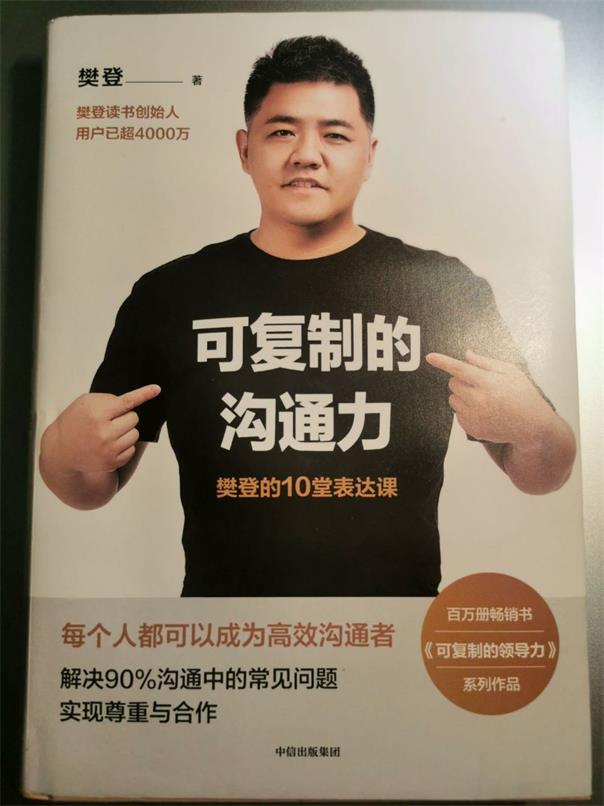 樊登 著
樊登读书创始人
用户已超4000万
可复制的
沟通力
樊登的10堂表达课
每个人都可以成为高效沟通者
解决90%沟通中的常见问题
实现尊重与合作
百万册畅销书
《可复制的领导力》
系列作品
中信出版集团